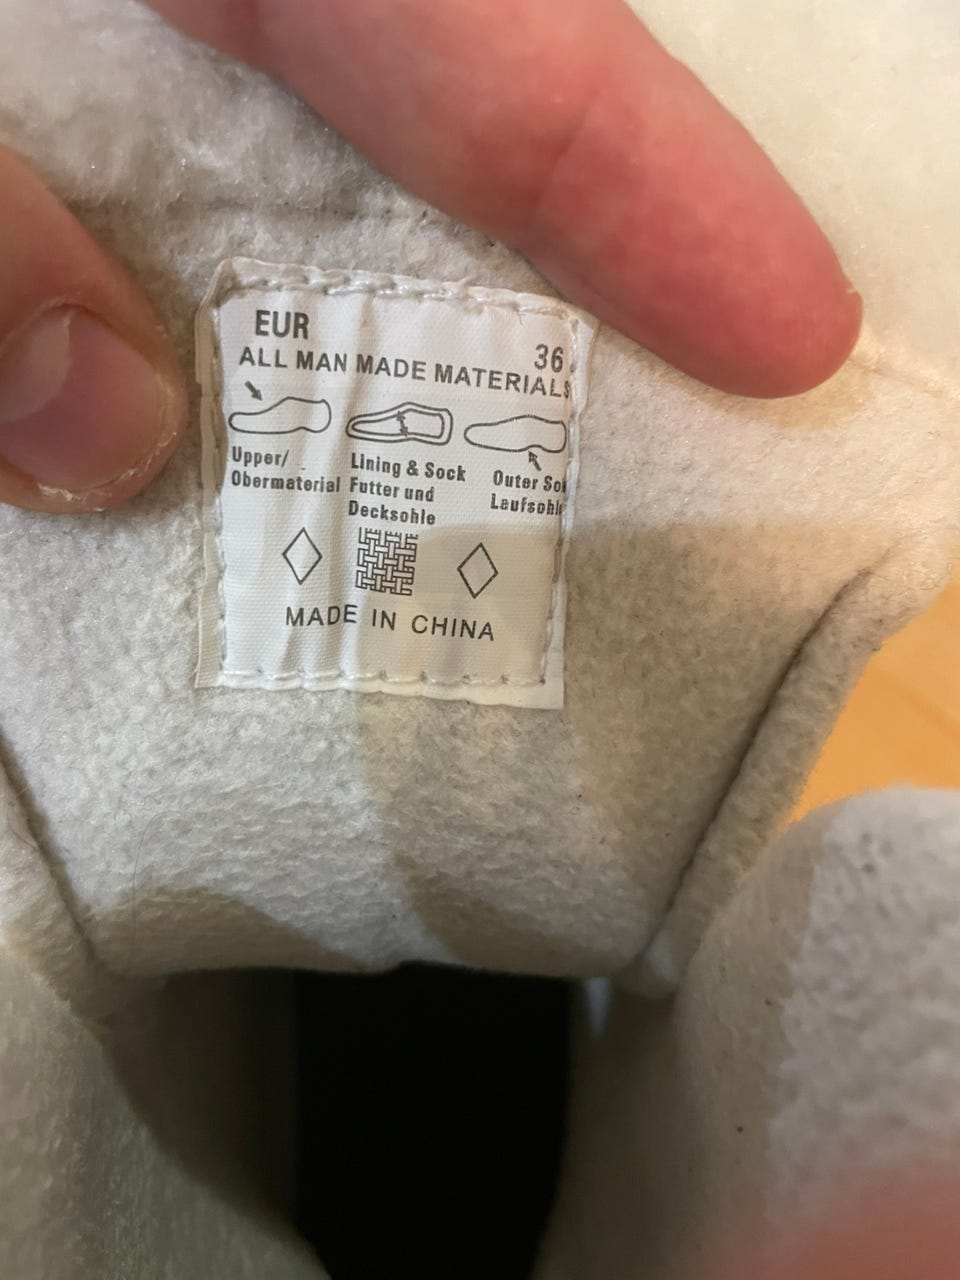 EUR
36
ALL MAN MADE MATERIALS
Upper/
Obermaterial
Lining & Sock
Futter und
Decksohle
Outer
MADE IN CHINA